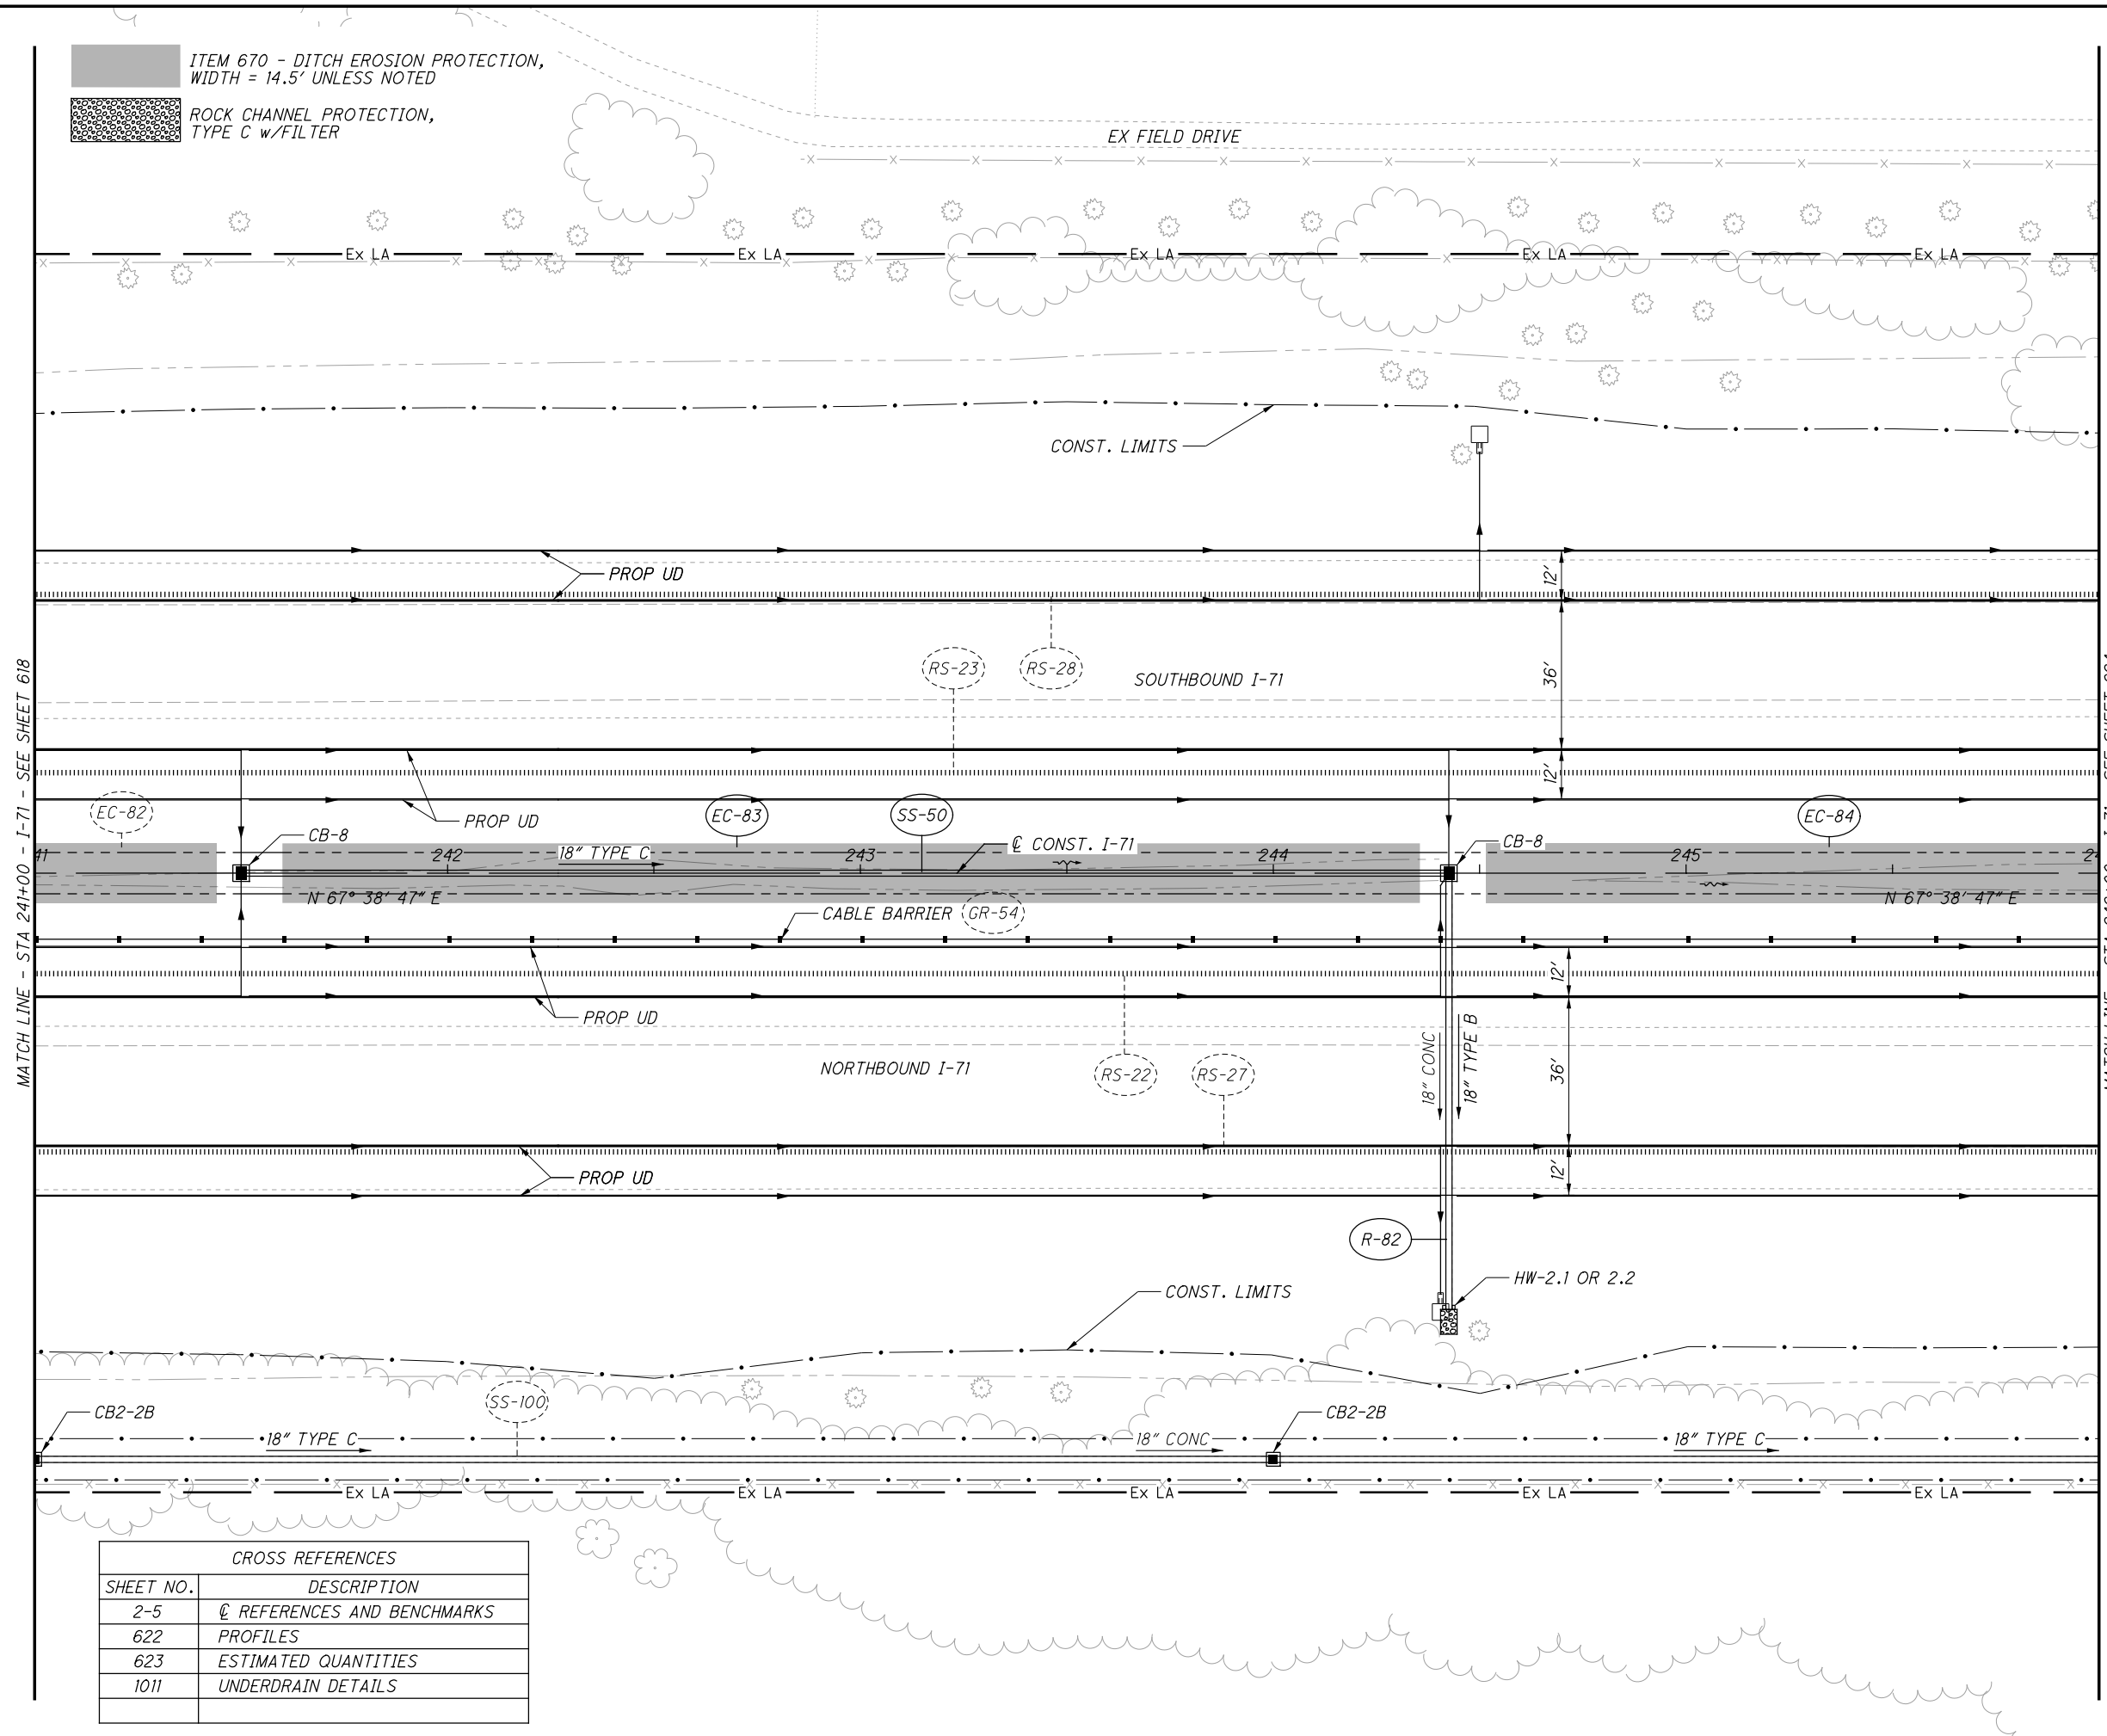 ITEM 670 - DITCH EROSION PROTECTION,
WIDTH = 14.5' UNLESS NOTED
ROCK CHANNEL PROTECTION,
TYPE C w/FILTER
EX FIELD DRIVE
Ex LA
Ex LA
Ex LA
Ex LA
Ex LA
CONST. LIMITS
PROP UD
12'
36'
12'
RS-23
RS-28
SOUTHBOUND I-71
MATCH LINE - STA 241+00 - I-71 - SEE SHEET 618
EC-82
PROP UD
EC-83
SS-50
EC-84
CB-8
℄ CONST. I-71
CB-8
242
18" TYPE C
243
244
245
N 67° 38' 47" E
N 67° 38' 47" E
CABLE BARRIER
GR-54
PROP UD
12'
36'
12'
18" CONC
18" TYPE B
NORTHBOUND I-71
RS-22
RS-27
PROP UD
R-82
HW-2.1 OR 2.2
CONST. LIMITS
SS-100
CB2-2B
CB2-2B
18" TYPE C
18" CONC
18" TYPE C
Ex LA
Ex LA
Ex LA
Ex LA
Ex LA
CROSS REFERENCES
SHEET NO. DESCRIPTION
2-5 ℄ REFERENCES AND BENCHMARKS
622 PROFILES
623 ESTIMATED QUANTITIES
1011 UNDERDRAIN DETAILS